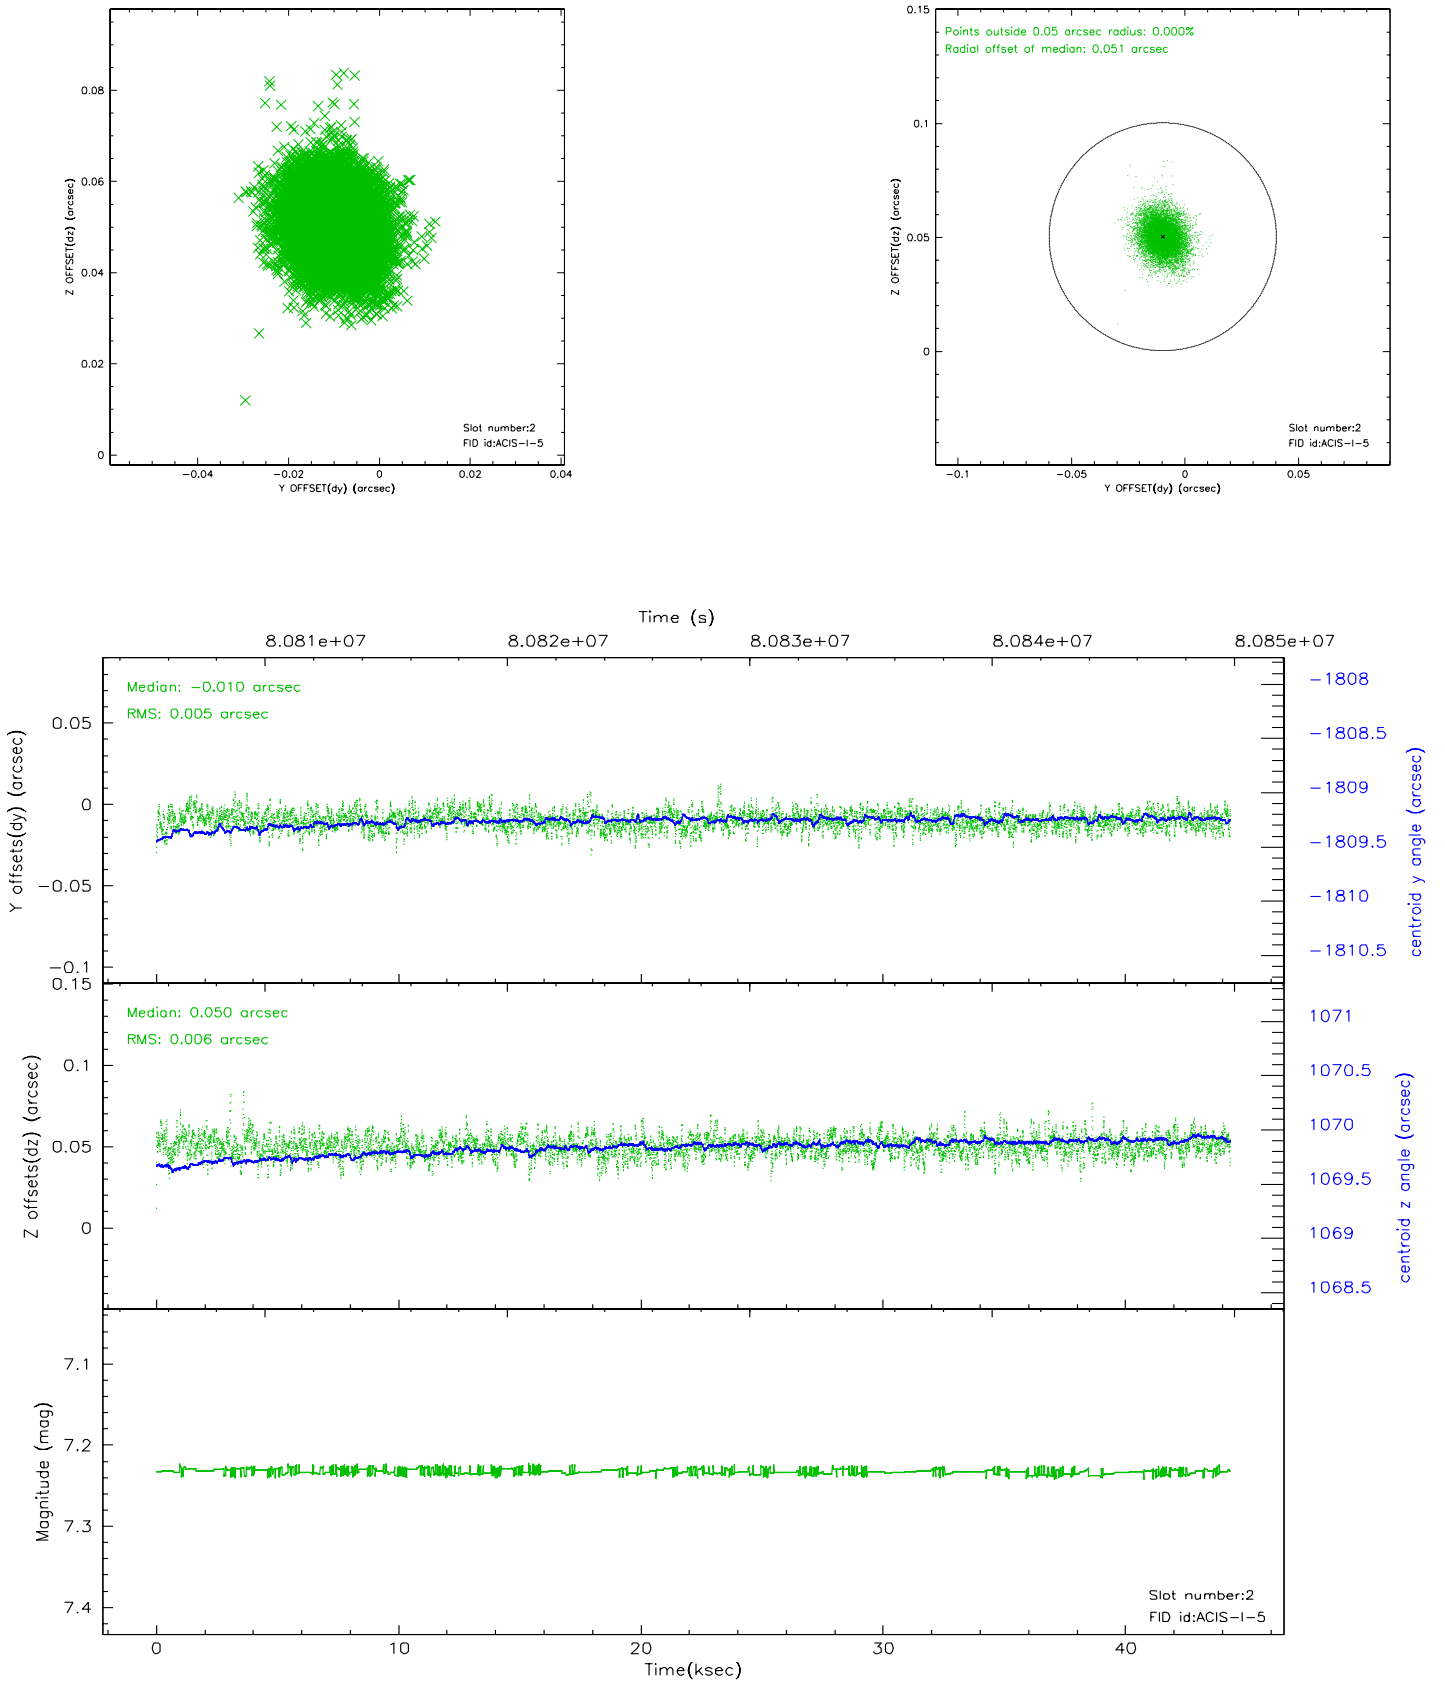 0.08
0.06
0.04
0.02
0
Z OFFSET(dz) (arcsec)
Slot number:2
FID id:ACIS-I-5
-0.04 -0.02 0 0.02 0.04
Y OFFSET(dy) (arcsec)
0.15
0.1
0.05
0
Z OFFSET(dz) (arcsec)
Points outside 0.05 arcsec radius: 0.000%
Radial offset of median: 0.051 arcsec
Slot number:2
FID id:ACIS-I-5
-0.1 -0.05 0 0.05
Y OFFSET(dy) (arcsec)
Time (s)
8.081e+07 8.082e+07 8.083e+07 8.084e+07 8.085e+07
Median: -0.010 arcsec
RMS: 0.005 arcsec
0.05
0
-0.05
-0.1
Y offsets(dy) (arcsec)
-1808
-1808.5
-1809
-1809.5
-1810
-1810.5
centroid y angle (arcsec)
Median: 0.050 arcsec
RMS: 0.006 arcsec
0.15
0.1
0.05
0
Z offsets(dz) (arcsec)
1071
1070.5
1070
1069.5
1069
1068.5
centroid z angle (arcsec)
7.1
7.2
7.3
7.4
Magnitude (mag)
Slot number:2
FID id:ACIS-I-5
0 10 20 30 40
Time(ksec)